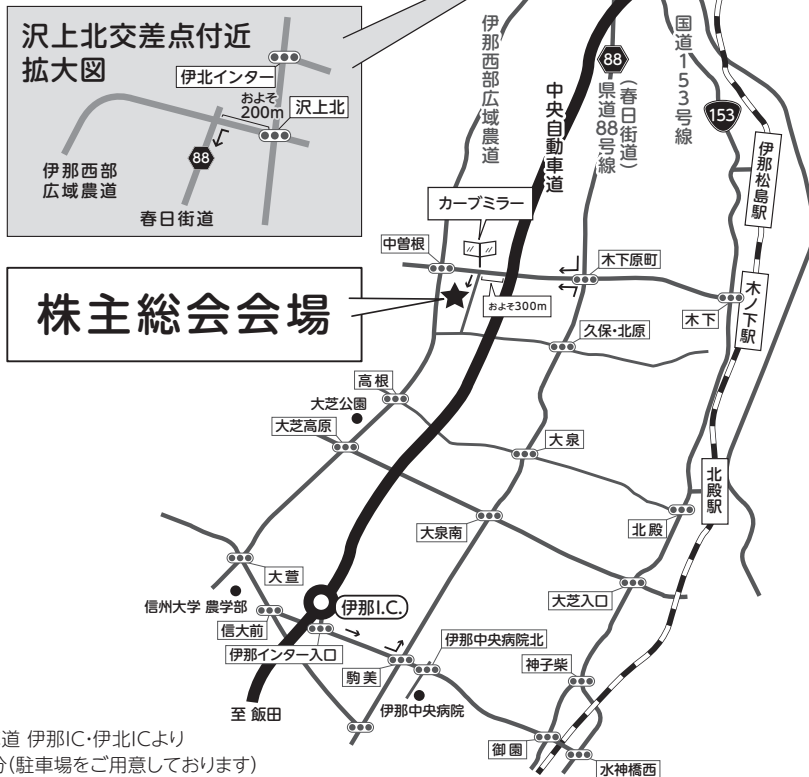 沢上北交差点付近
拡大図
伊北インター
およそ
200m
沢上北
88
伊那西部
広域農道
春日街道
伊那西部広域農道
中央自動車道
88
県道88号線
(春日街道)
国道153号線
153
伊那松島駅
カーブミラー
中曽根
木下原町
およそ300m
木下
木ノ下駅
株主総会会場
久保・北原
高根
大芝公園
大芝高原
大泉
北殿駅
大泉南
北殿
大萱
信州大学 農学部
伊那I.C.
大芝入口
信大前
伊那インター入口
伊那中央病院北
駒美
神子柴
伊那中央病院
至 飯田
御園
水神橋西
道 伊那IC・伊北ICより
分(駐車場をご用意しております)